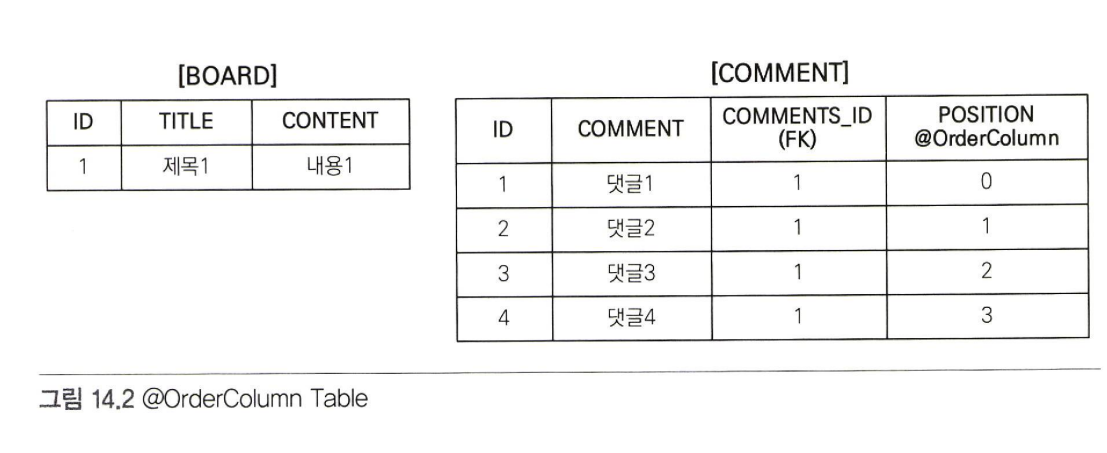 [BOARD]
ID TITLE CONTENT
1 제목1 내용1
[COMMENT]
ID COMMENT COMMENTS_ID (FK) POSITION @OrderColumn
1 댓글1 1 0
2 댓글2 1 1
3 댓글3 1 2
4 댓글4 1 3
그림 14.2 @OrderColumn Table